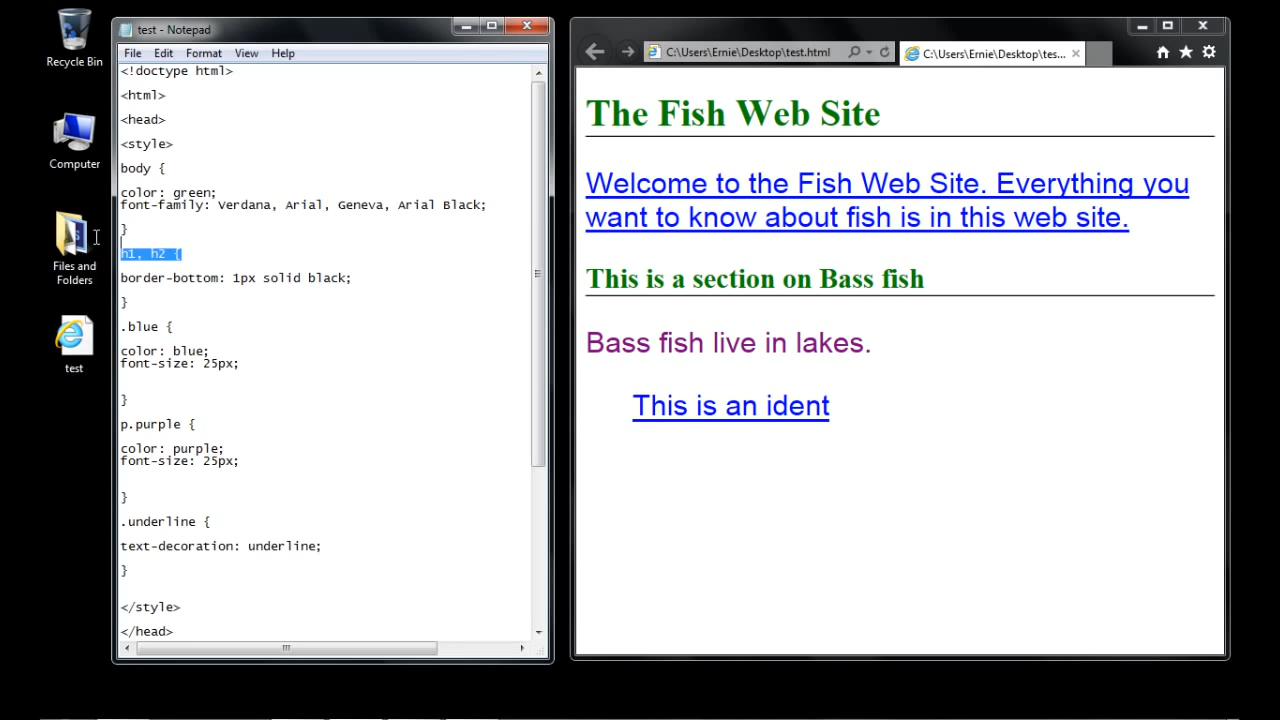 Recycle Bin
Computer
Files and
Folders
test
test - Notepad
File Edit Format View Help
<!doctype html>
<html>
<head>
<style>
body {
color: green;
font-family: Verdana, Arial, Geneva, Arial Black;
}
h1, h2 {
border-bottom: 1px solid black;
}
.blue {
color: blue;
font-size: 25px;
}
p.purple {
color: purple;
font-size: 25px;
}
.underline {
text-decoration: underline;
}
</style>
</head>
C:\Users\Ernie\Desktop\test.html
C:\Users\Ernie\Desktop\tes...
The Fish Web Site
Welcome to the Fish Web Site. Everything you
want to know about fish is in this web site.
This is a section on Bass fish
Bass fish live in lakes.
This is an ident